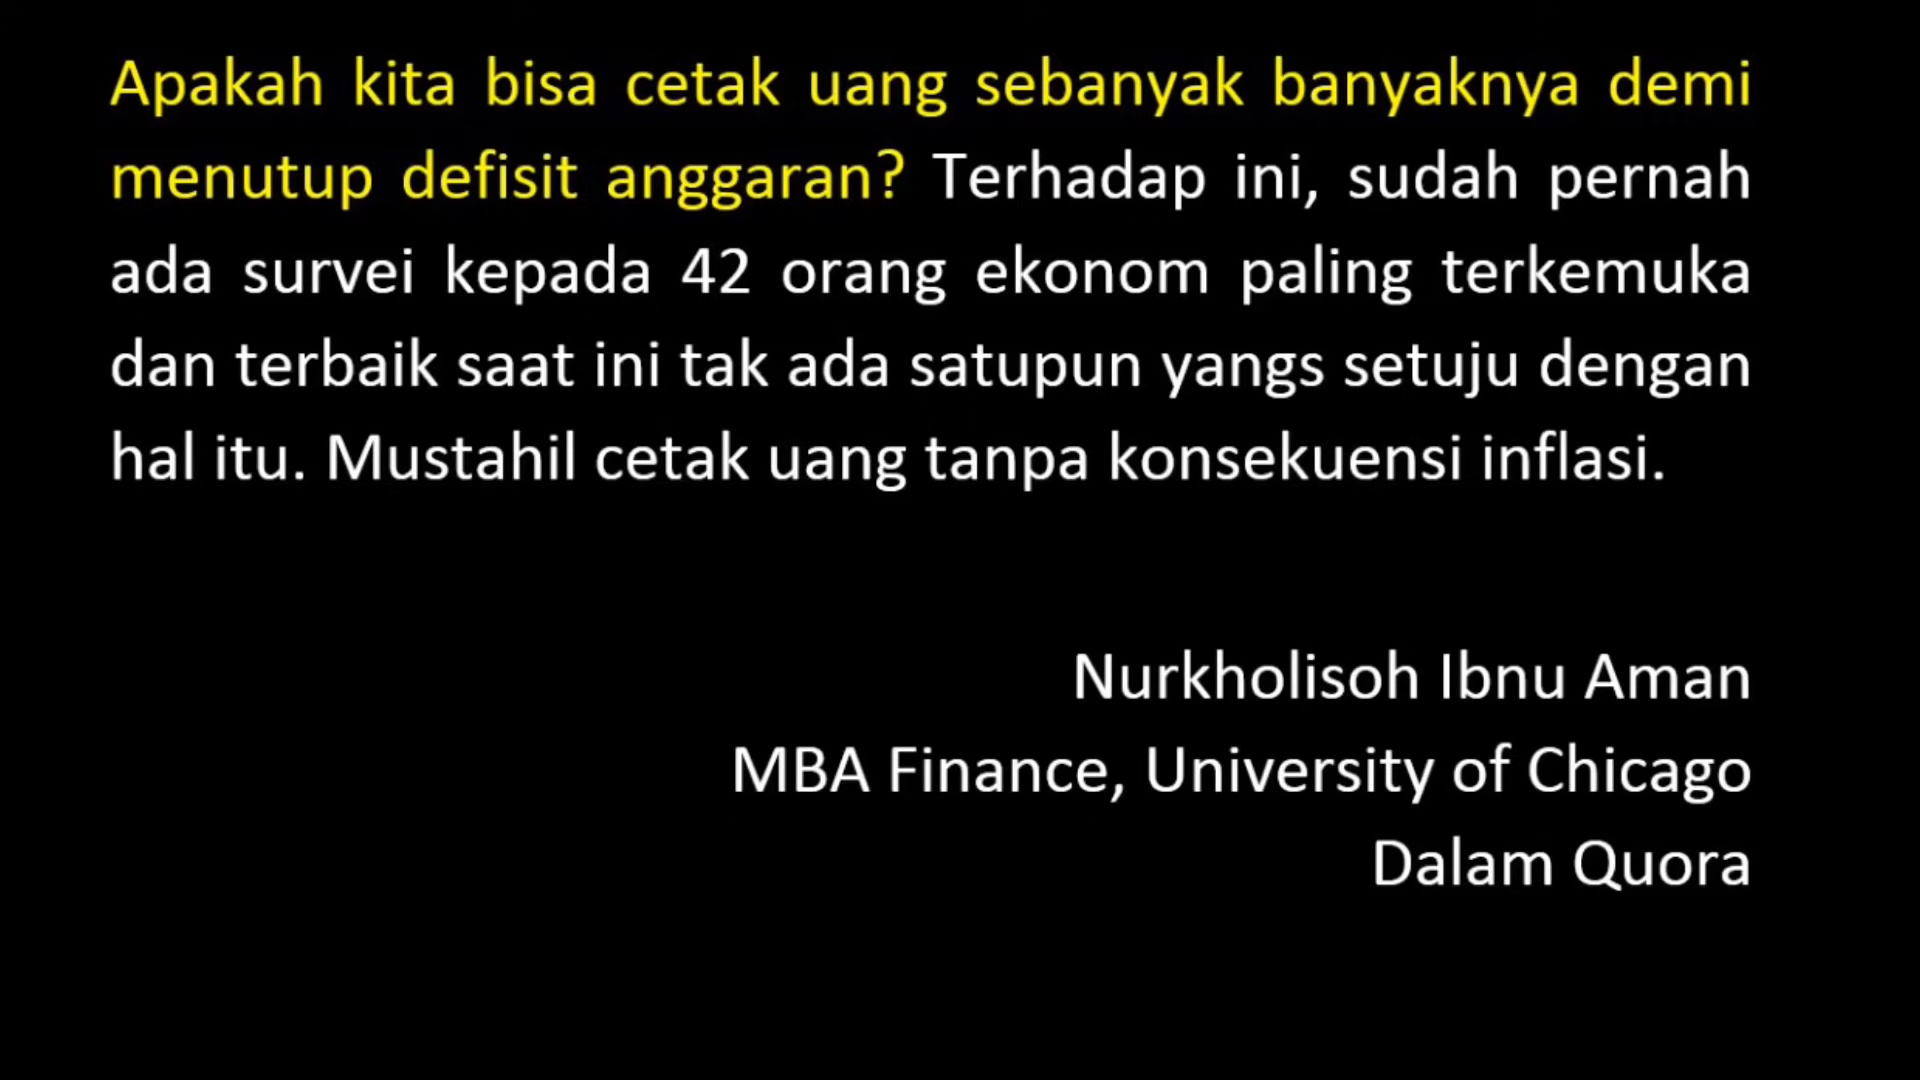 Apakah kita bisa cetak uang sebanyak banyaknya demi
menutup defisit anggaran? Terhadap ini, sudah pernah
ada survei kepada 42 orang ekonom paling terkemuka
dan terbaik saat ini tak ada satupun yangs setuju dengan
hal itu. Mustahil cetak uang tanpa konsekuensi inflasi.
Nurkholisoh Ibnu Aman
MBA Finance, University of Chicago
Dalam Quora